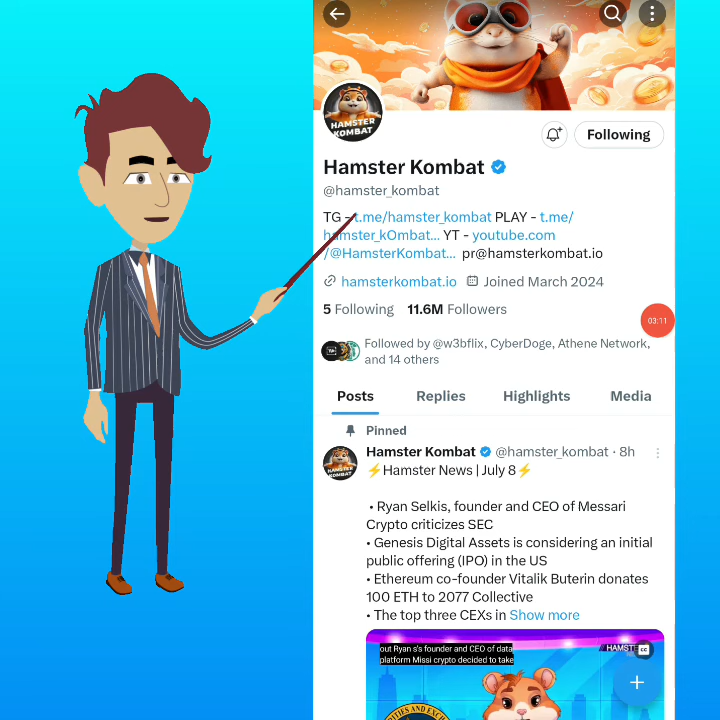 HAMSTER
KOMBAT
Following
Hamster Kombat
@hamster_kombat
TG - t.me/hamster_kombat PLAY - t.me/
hamster_kOmbat... YT - youtube.com
/@HamsterKombat... pr@hamsterkombat.io
hamsterkombat.io Joined March 2024
5 Following 11.6M Followers
03:11
Followed by @w3bflix, CyberDoge, Athene Network,
and 14 others
Posts Replies Highlights Media
Pinned
Hamster Kombat @hamster_kombat · 8h
⚡Hamster News | July 8⚡
• Ryan Selkis, founder and CEO of Messari
Crypto criticizes SEC
• Genesis Digital Assets is considering an initial
public offering (IPO) in the US
• Ethereum co-founder Vitalik Buterin donates
100 ETH to 2077 Collective
• The top three CEXs in Show more
out Ryan s's founder and CEO of data
platform Missi crypto decided to take
HAMST
CC